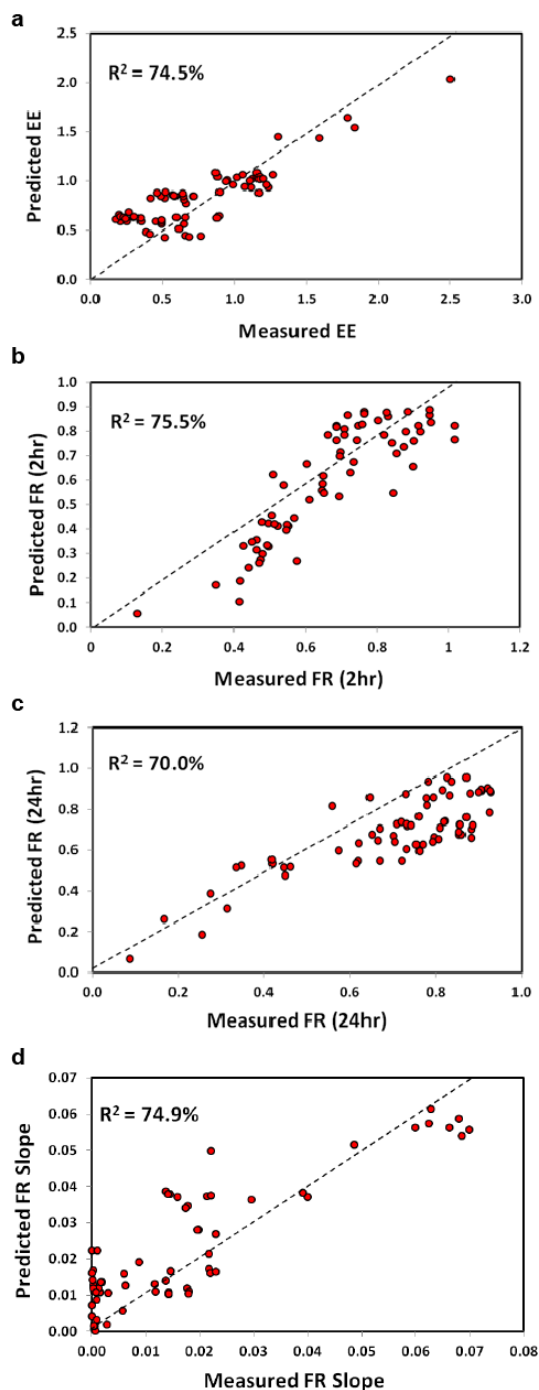 a
2.5
R² = 74.5%
2.0
1.5
1.0
0.5
0.0
Predicted EE
0.0 0.5 1.0 1.5 2.0 2.5 3.0
Measured EE
b
1.0
R² = 75.5%
0.9
0.8
0.7
0.6
0.5
0.4
0.3
0.2
0.1
0.0
Predicted FR (2hr)
0 0.2 0.4 0.6 0.8 1 1.2
Measured FR (2hr)
c
1.2
R² = 70.0%
1.0
0.8
0.6
0.4
0.2
0.0
Predicted FR (24hr)
0.0 0.2 0.4 0.6 0.8 1.0
Measured FR (24hr)
d
0.07
R² = 74.9%
0.06
0.05
0.04
0.03
0.02
0.01
0.00
Predicted FR Slope
0.00 0.01 0.02 0.03 0.04 0.05 0.06 0.07 0.08
Measured FR Slope